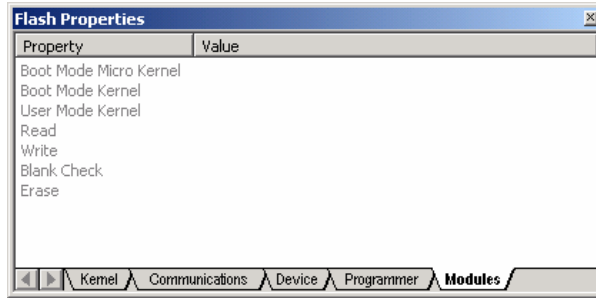 Flash Properties
Property Value
Boot Mode Micro Kernel
Boot Mode Kernel
User Mode Kernel
Read
Write
Blank Check
Erase
Kernel Communications Device Programmer Modules